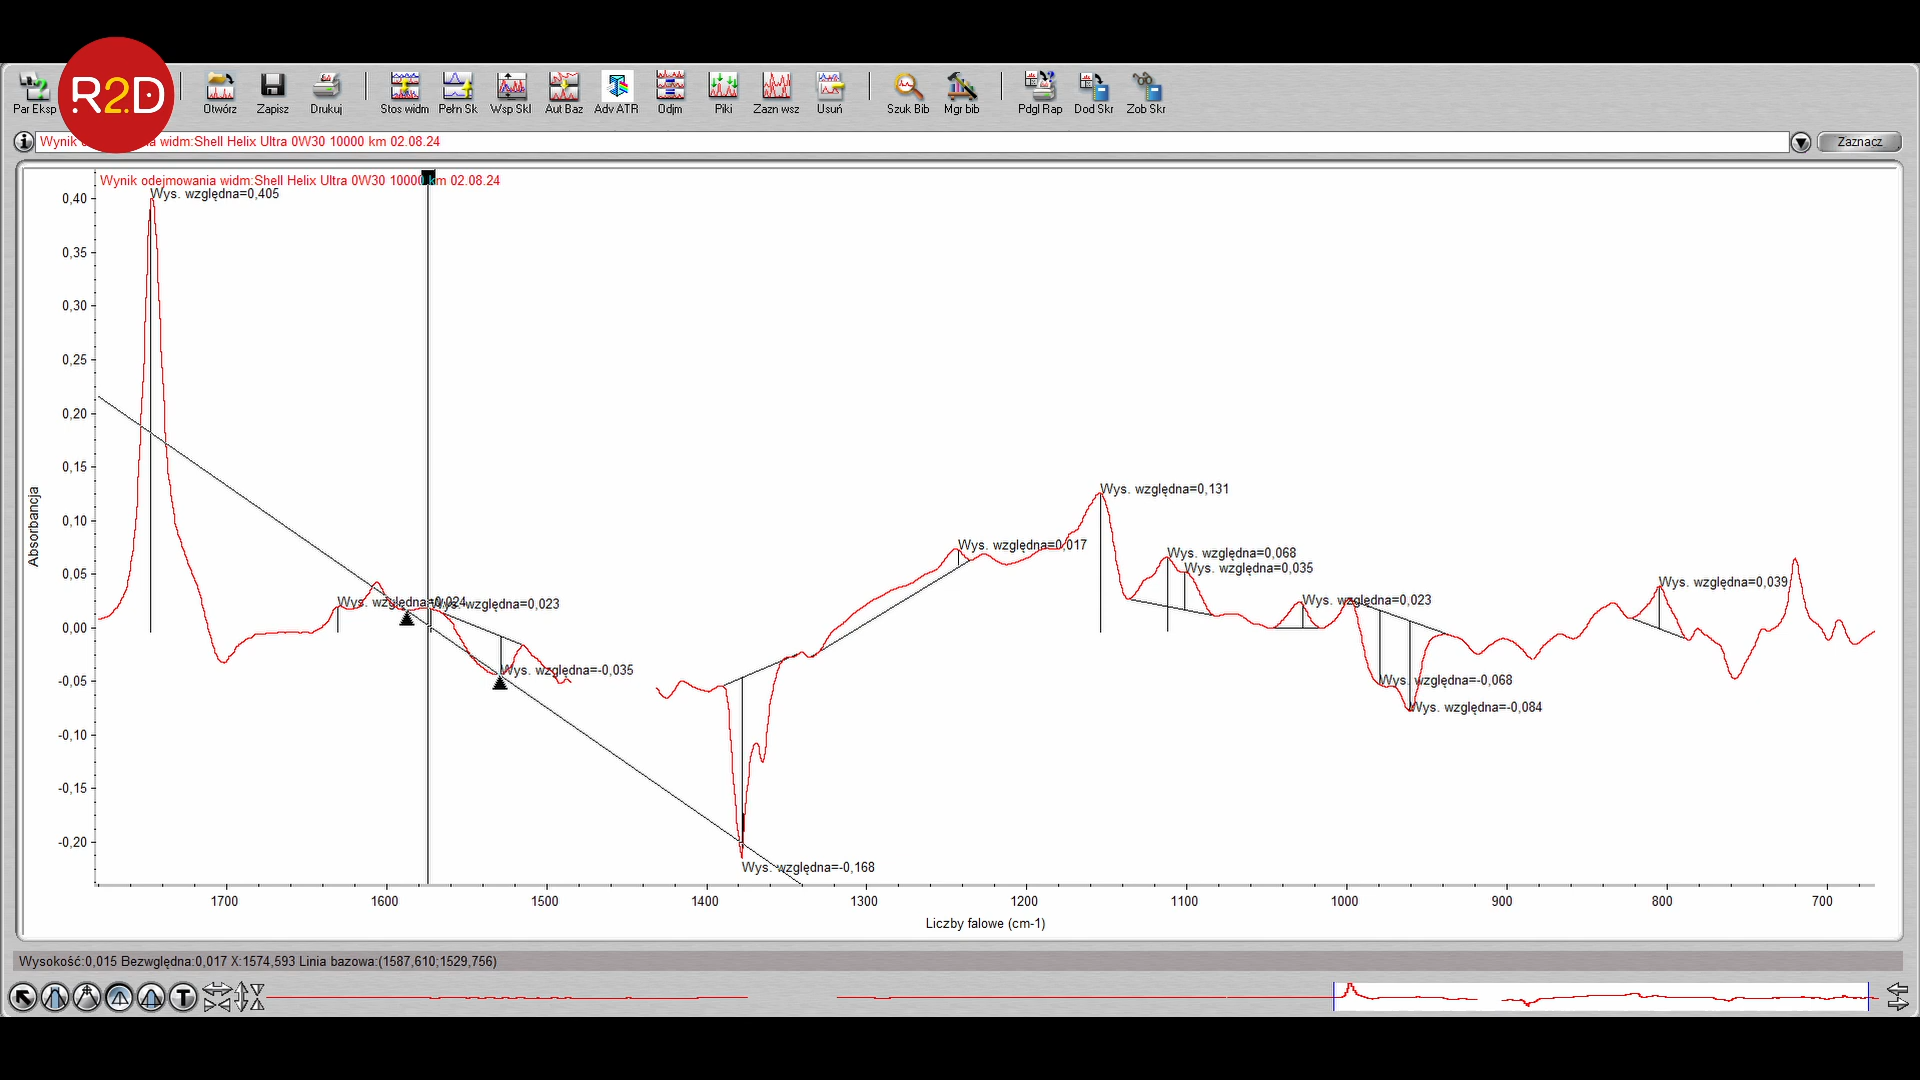 R2D
Par Eksp
Otwórz
Zapisz
Drukuj
Stos widm
Pełn Sk
Wsp Skl
Aut Baz
Adv ATR
Odjm
Piki
Zazn wsz
Usuń
Szuk Bib
Mgr bib
Pdgl Rap
Dod Skr
Zob Skr
Wynik widm:Shell Helix Ultra 0W30 10000 km 02.08.24
Zaznacz
Wynik odejmowania widm:Shell Helix Ultra 0W30 10000 km 02.08.24
Wys. względna=0,405
0,40
0,35
0,30
0,25
0,20
0,15
0,10
0,05
0,00
-0,05
-0,10
-0,15
-0,20
Absorbancja
Wys. względna=0,024
Wys. względna=0,023
Wys. względna=-0,035
Wys. względna=-0,168
Wys. względna=0,017
Wys. względna=0,131
Wys. względna=0,068
Wys. względna=0,035
Wys. względna=0,023
Wys. względna=-0,068
Wys. względna=-0,084
Wys. względna=0,039
1700
1600
1500
1400
1300
1200
1100
1000
900
800
700
Liczby falowe (cm-1)
Wysokość:0,015 Bezwględna:0,017 X:1574,593 Linia bazowa:(1587,610;1529,756)
T